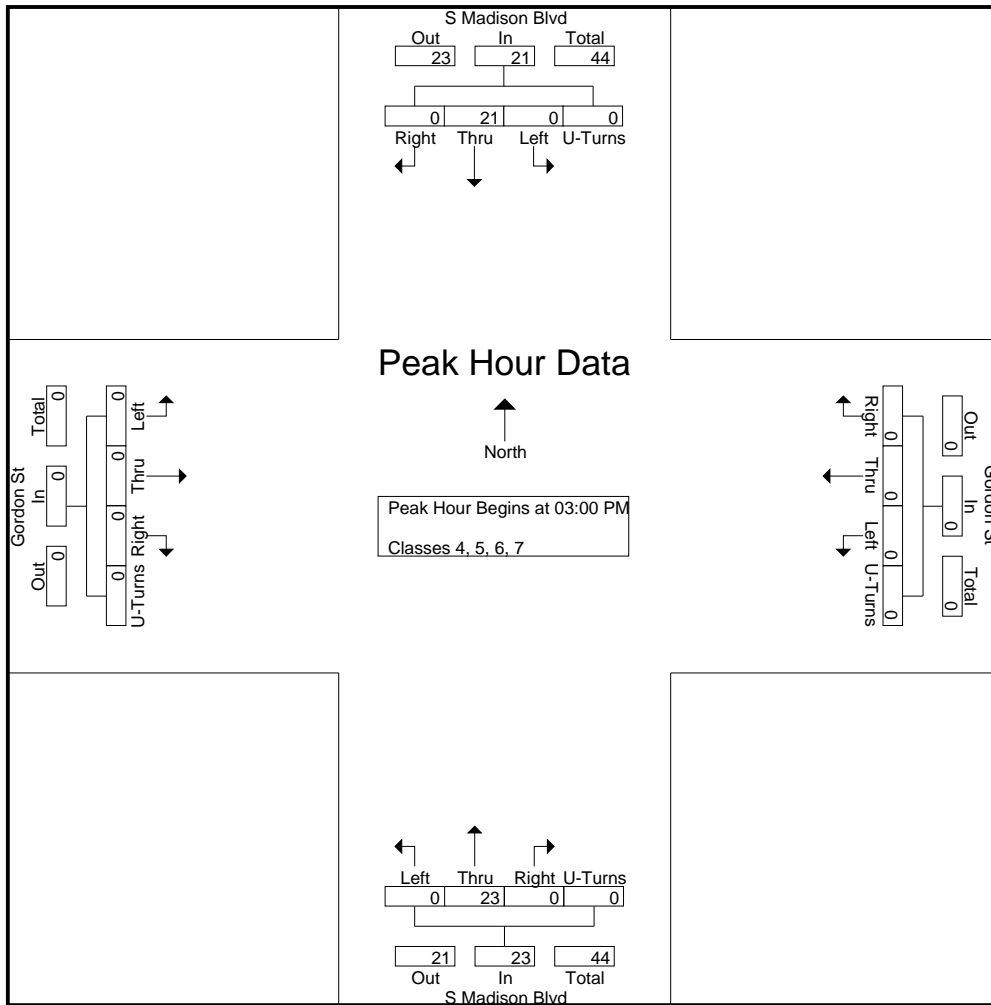 S Madison Blvd
Out In Total
23 21 44
0 21 0 0
Right Thru Left U-Turns
Peak Hour Data
North
Peak Hour Begins at 03:00 PM
Classes 4, 5, 6, 7
Gordon St
Total In Out
0 0 0
0 0 0 0
Left Thru Right U-Turns
Right Thru Left U-Turns
0 0 0 0
Out In Total
0 0 0
Gordon St
Left Thru Right U-Turns
0 23 0 0
21 23 44
Out In Total
S Madison Blvd